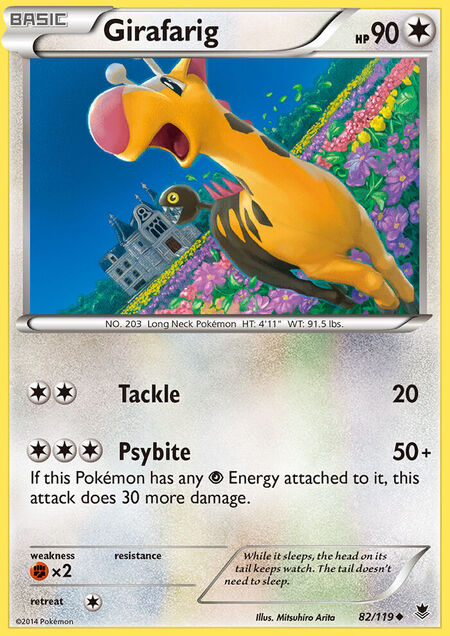 BASIC
Girafarig
HP 90
NO. 203 Long Neck Pokémon HT: 4'11" WT: 91.5 lbs.
Tackle 20
Psybite 50+
If this Pokémon has any Energy attached to it, this
attack does 30 more damage.
weakness resistance
×2
retreat
While it sleeps, the head on its
tail keeps watch. The tail doesn't
need to sleep.
©2014 Pokémon
Illus. Mitsuhiro Arita
82/119